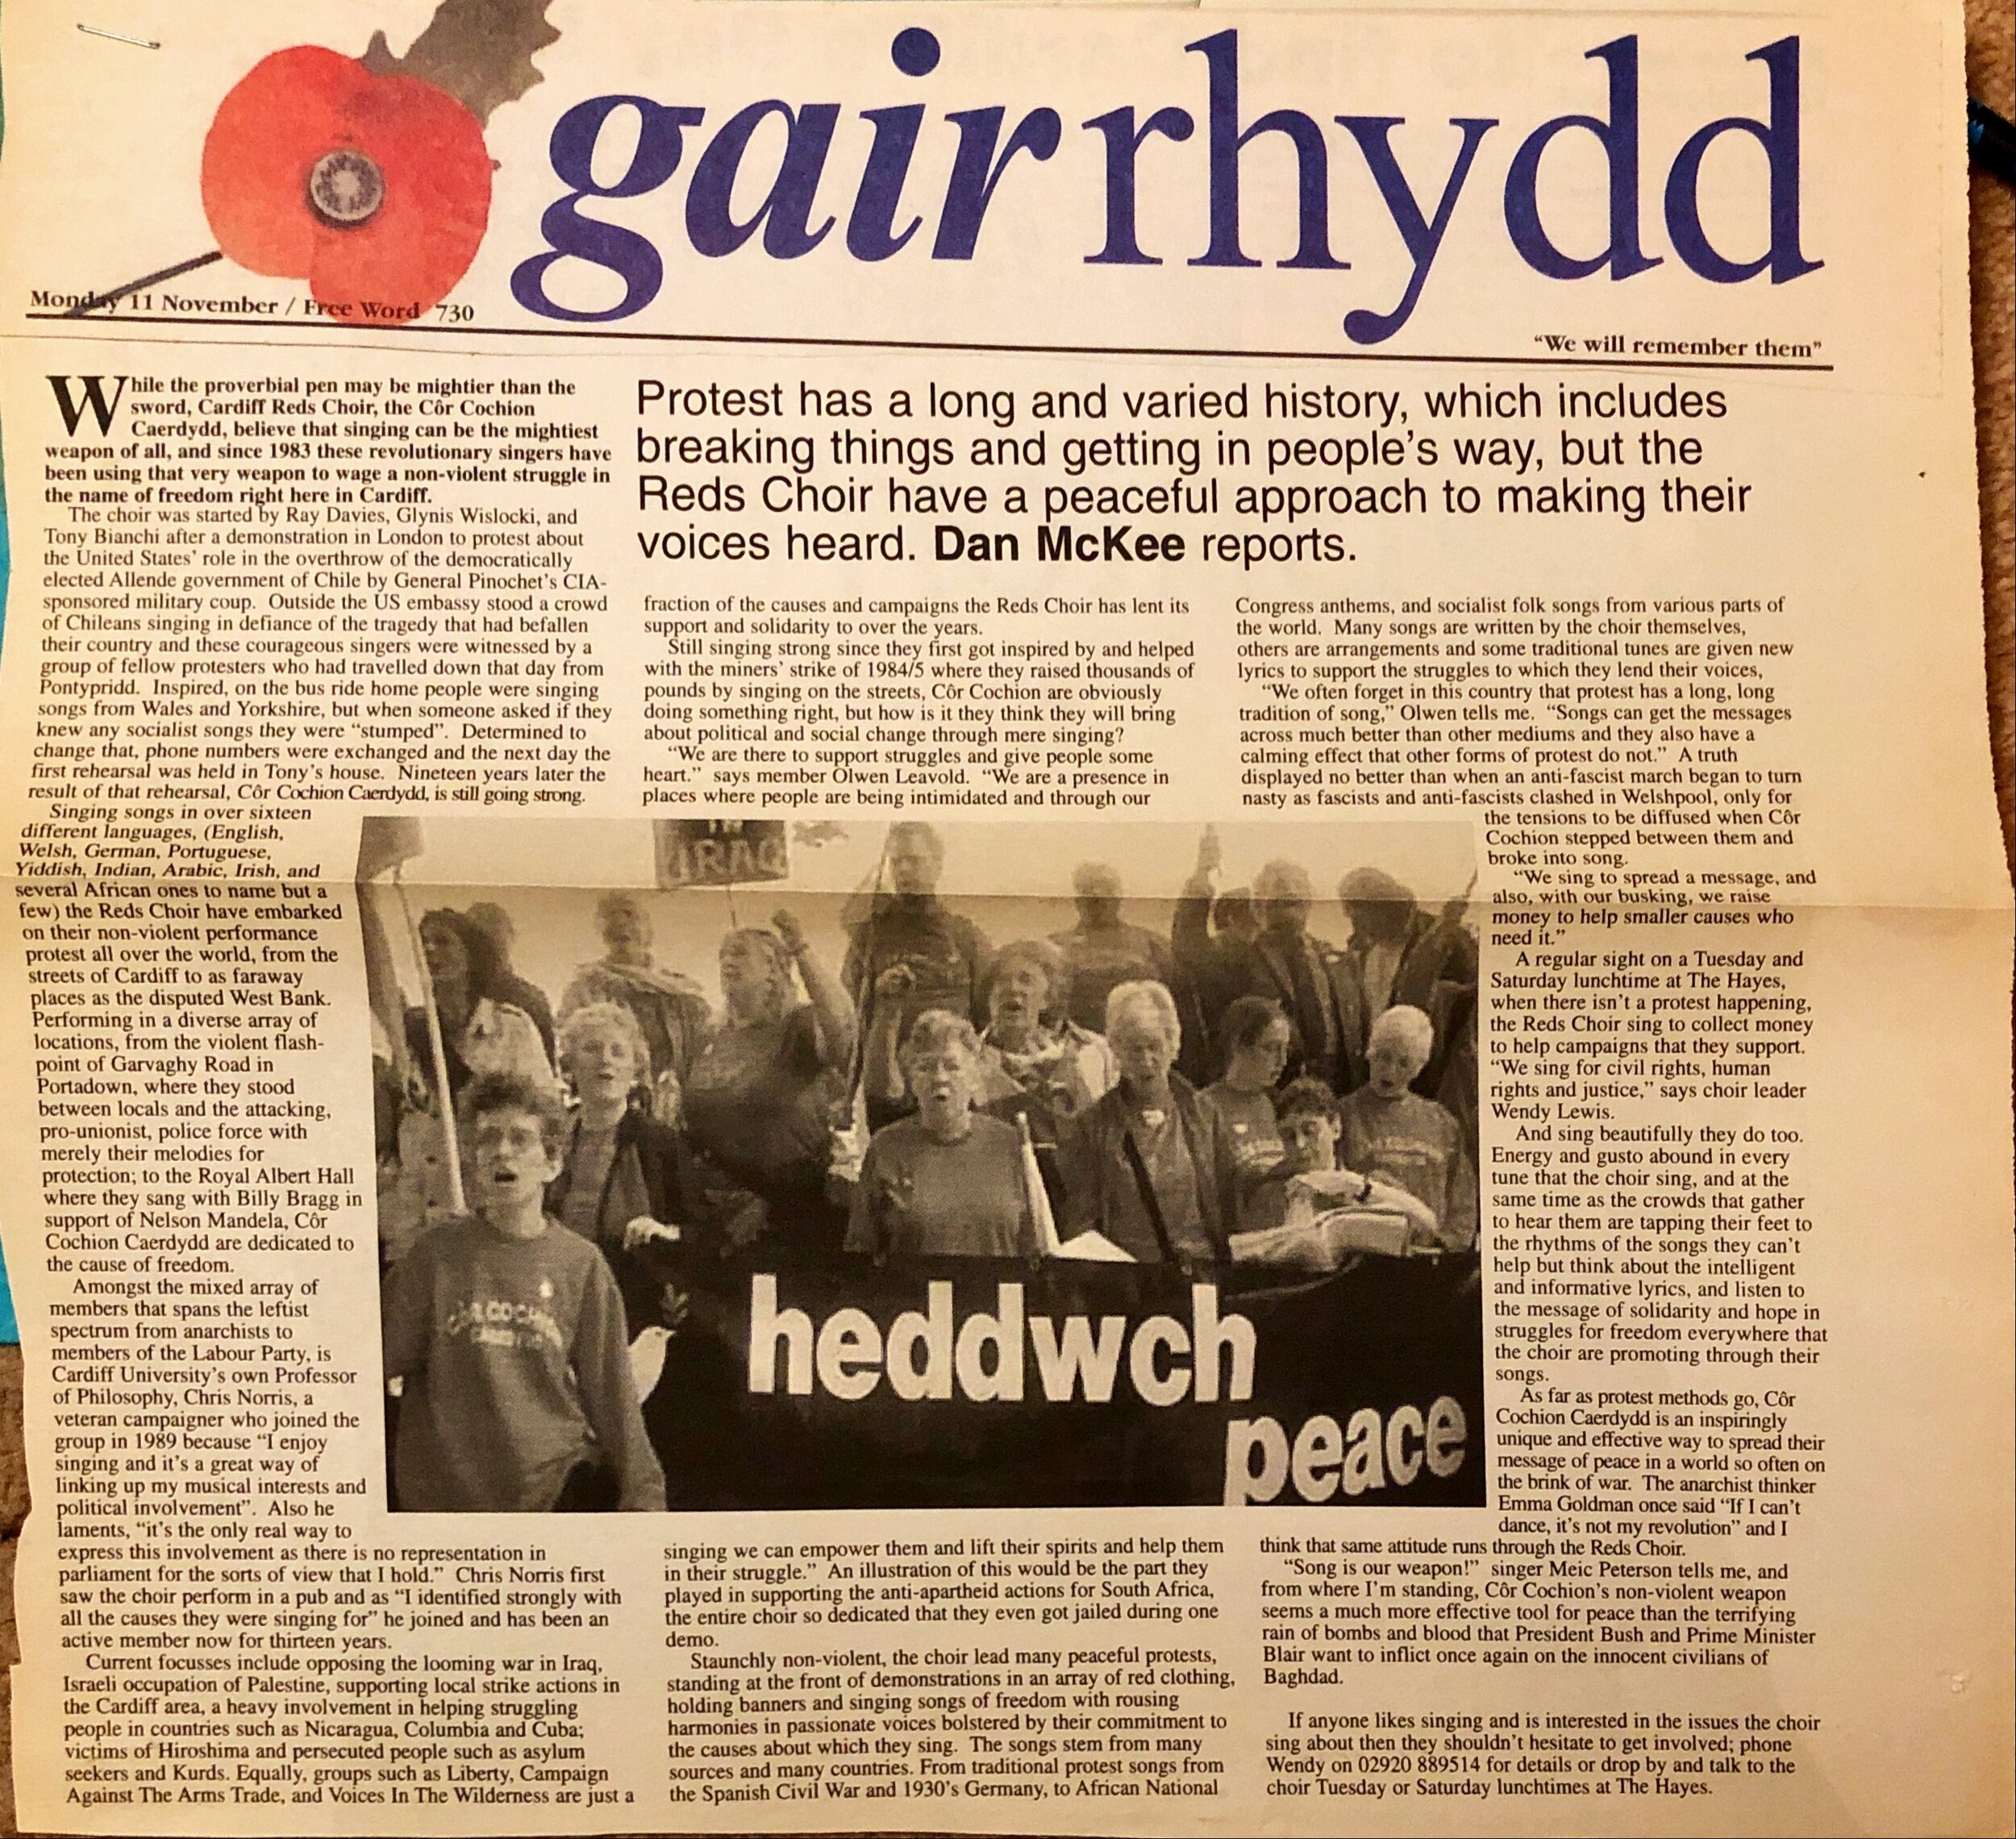 gair rhydd
Monday 11 November / Free Word 730
“We will remember them”
Protest has a long and varied history, which includes
breaking things and getting in people’s way, but the
Reds Choir have a peaceful approach to making their
voices heard. Dan McKee reports.
While the proverbial pen may be mightier than the
sword, Cardiff Reds Choir, the Côr Cochion
Caerdydd, believe that singing can be the mightiest
weapon of all, and since 1983 these revolutionary singers have
been using that very weapon to wage a non-violent struggle in
the name of freedom right here in Cardiff.
The choir was started by Ray Davies, Glynis Wislocki, and
Tony Bianchi after a demonstration in London to protest about
the United States’ role in the overthrow of the democratically
elected Allende government of Chile by General Pinochet’s CIA-
sponsored military coup. Outside the US embassy stood a crowd
of Chileans singing in defiance of the tragedy that had befallen
their country and these courageous singers were witnessed by a
group of fellow protesters who had travelled down that day from
Pontypridd. Inspired, on the bus ride home people were singing
songs from Wales and Yorkshire, but when someone asked if they
knew any socialist songs they were “stumped”. Determined to
change that, phone numbers were exchanged and the next day the
first rehearsal was held in Tony’s house. Nineteen years later the
result of that rehearsal, Côr Cochion Caerdydd, is still going strong.
Singing songs in over sixteen
different languages, (English,
Welsh, German, Portuguese,
Yiddish, Indian, Arabic, Irish, and
several African ones to name but a
few) the Reds Choir have embarked
on their non-violent performance
protest all over the world, from the
streets of Cardiff to as faraway
places as the disputed West Bank.
Performing in a diverse array of
locations, from the violent flash-
point of Garvaghy Road in
Portadown, where they stood
between locals and the attacking,
pro-unionist, police force with
merely their melodies for
protection; to the Royal Albert Hall
where they sang with Billy Bragg in
support of Nelson Mandela, Côr
Cochion Caerdydd are dedicated to
the cause of freedom.
Amongst the mixed array of
members that spans the leftist
spectrum from anarchists to
members of the Labour Party, is
Cardiff University’s own Professor
of Philosophy, Chris Norris, a
veteran campaigner who joined the
group in 1989 because “I enjoy
singing and it’s a great way of
linking up my musical interests and
political involvement”. Also he
laments, “it’s the only real way to
express this involvement as there is no representation in
parliament for the sorts of view that I hold.” Chris Norris first
saw the choir perform in a pub and as “I identified strongly with
all the causes they were singing for” he joined and has been an
active member now for thirteen years.
Current focusses include opposing the looming war in Iraq,
Israeli occupation of Palestine, supporting local strike actions in
the Cardiff area, a heavy involvement in helping struggling
people in countries such as Nicaragua, Columbia and Cuba;
victims of Hiroshima and persecuted people such as asylum
seekers and Kurds. Equally, groups such as Liberty, Campaign
Against The Arms Trade, and Voices In The Wilderness are just a
fraction of the causes and campaigns the Reds Choir has lent its
support and solidarity to over the years.
Still singing strong since they first got inspired by and helped
with the miners’ strike of 1984/5 where they raised thousands of
pounds by singing on the streets, Côr Cochion are obviously
doing something right, but how is it they think they will bring
about political and social change through mere singing?
“We are there to support struggles and give people some
heart.” says member Olwen Leavold. “We are a presence in
places where people are being intimidated and through our
IRAQ
heddwch
peace
singing we can empower them and lift their spirits and help them
in their struggle.” An illustration of this would be the part they
played in supporting the anti-apartheid actions for South Africa,
the entire choir so dedicated that they even got jailed during one
demo.
Staunchly non-violent, the choir lead many peaceful protests,
standing at the front of demonstrations in an array of red clothing,
holding banners and singing songs of freedom with rousing
harmonies in passionate voices bolstered by their commitment to
the causes about which they sing. The songs stem from many
sources and many countries. From traditional protest songs from
the Spanish Civil War and 1930’s Germany, to African National
Congress anthems, and socialist folk songs from various parts of
the world. Many songs are written by the choir themselves,
others are arrangements and some traditional tunes are given new
lyrics to support the struggles to which they lend their voices,
“We often forget in this country that protest has a long, long
tradition of song,” Olwen tells me. “Songs can get the messages
across much better than other mediums and they also have a
calming effect that other forms of protest do not.” A truth
displayed no better than when an anti-fascist march began to turn
nasty as fascists and anti-fascists clashed in Welshpool, only for
the tensions to be diffused when Côr
Cochion stepped between them and
broke into song.
“We sing to spread a message, and
also, with our busking, we raise
money to help smaller causes who
need it.”
A regular sight on a Tuesday and
Saturday lunchtime at The Hayes,
when there isn’t a protest happening,
the Reds Choir sing to collect money
to help campaigns that they support.
“We sing for civil rights, human
rights and justice,” says choir leader
Wendy Lewis.
And sing beautifully they do too.
Energy and gusto abound in every
tune that the choir sing, and at the
same time as the crowds that gather
to hear them are tapping their feet to
the rhythms of the songs they can’t
help but think about the intelligent
and informative lyrics, and listen to
the message of solidarity and hope in
struggles for freedom everywhere that
the choir are promoting through their
songs.
As far as protest methods go, Côr
Cochion Caerdydd is an inspiringly
unique and effective way to spread their
message of peace in a world so often on
the brink of war. The anarchist thinker
Emma Goldman once said “If I can’t
dance, it’s not my revolution” and I
think that same attitude runs through the Reds Choir.
“Song is our weapon!” singer Meic Peterson tells me, and
from where I’m standing, Côr Cochion’s non-violent weapon
seems a much more effective tool for peace than the terrifying
rain of bombs and blood that President Bush and Prime Minister
Blair want to inflict once again on the innocent civilians of
Baghdad.
If anyone likes singing and is interested in the issues the choir
sing about then they shouldn’t hesitate to get involved; phone
Wendy on 02920 889514 for details or drop by and talk to the
choir Tuesday or Saturday lunchtimes at The Hayes.